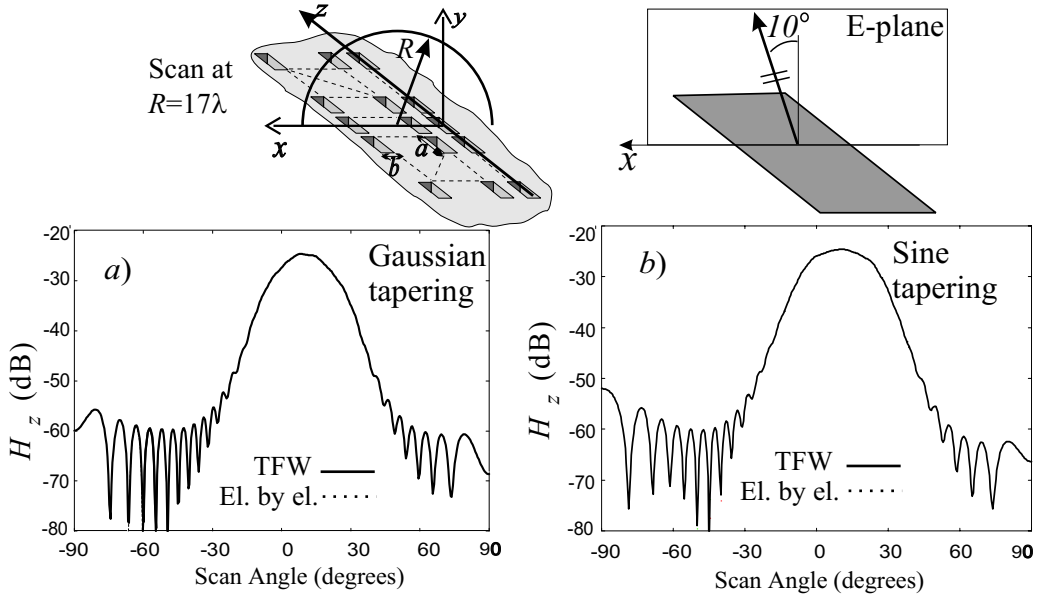 z
y
R
Scan at
R=17λ
x
a
b
10°
E-plane
x
a)
Gaussian
tapering
-20
-30
-40
-50
-60
-70
-80
H z (dB)
TFW
El. by el.
-90
-60
-30
0
30
60
90
Scan Angle (degrees)
b)
Sine
tapering
-20
-30
-40
-50
-60
-70
-80
H z (dB)
TFW
El. by el.
-90
-60
-30
0
30
60
90
Scan Angle (degrees)